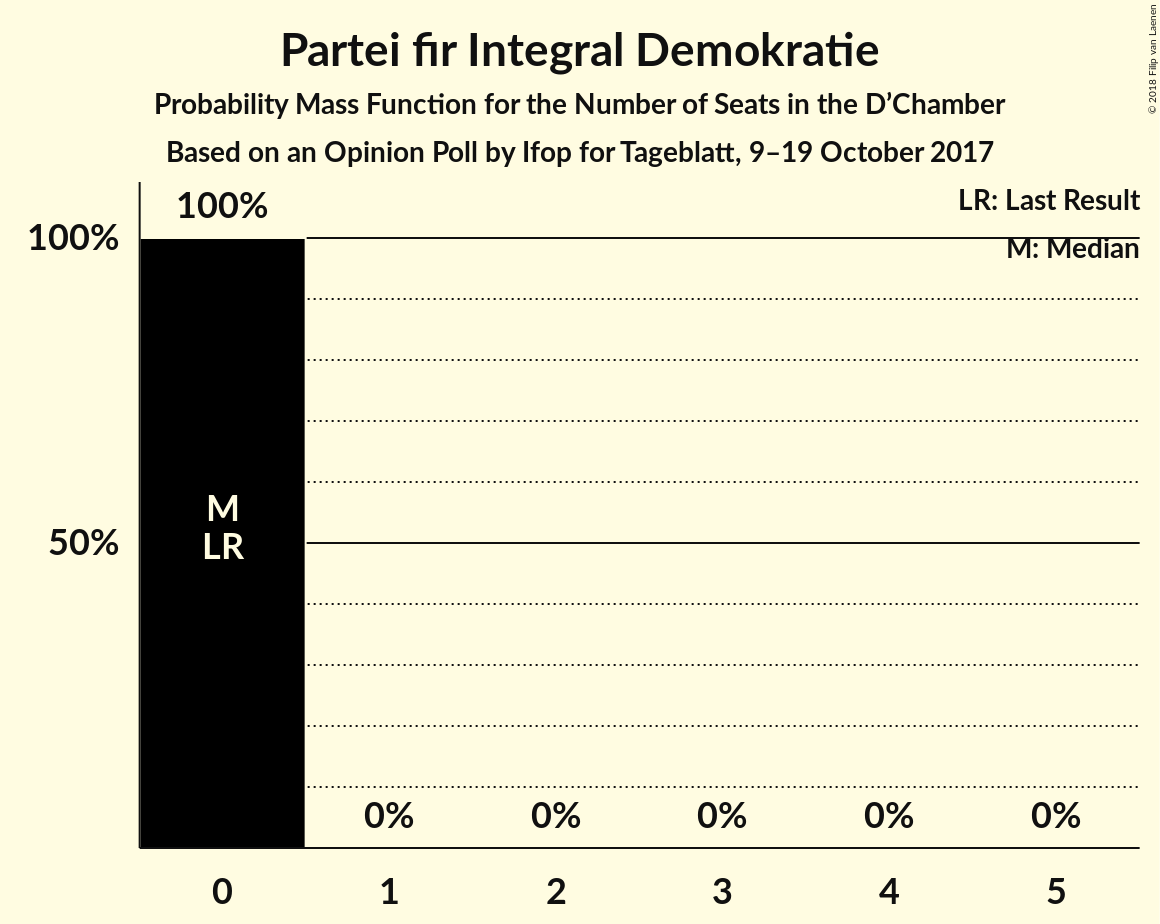 Partei fir Integral Demokratie
Probability Mass Function for the Number of Seats in the D’Chamber
Based on an Opinion Poll by Ifop for Tageblatt, 9–19 October 2017
© 2018 Filip van Laenen
LR: Last Result
M: Median
100%
100%
50%
M
LR
0% 0% 0% 0% 0%
0 1 2 3 4 5